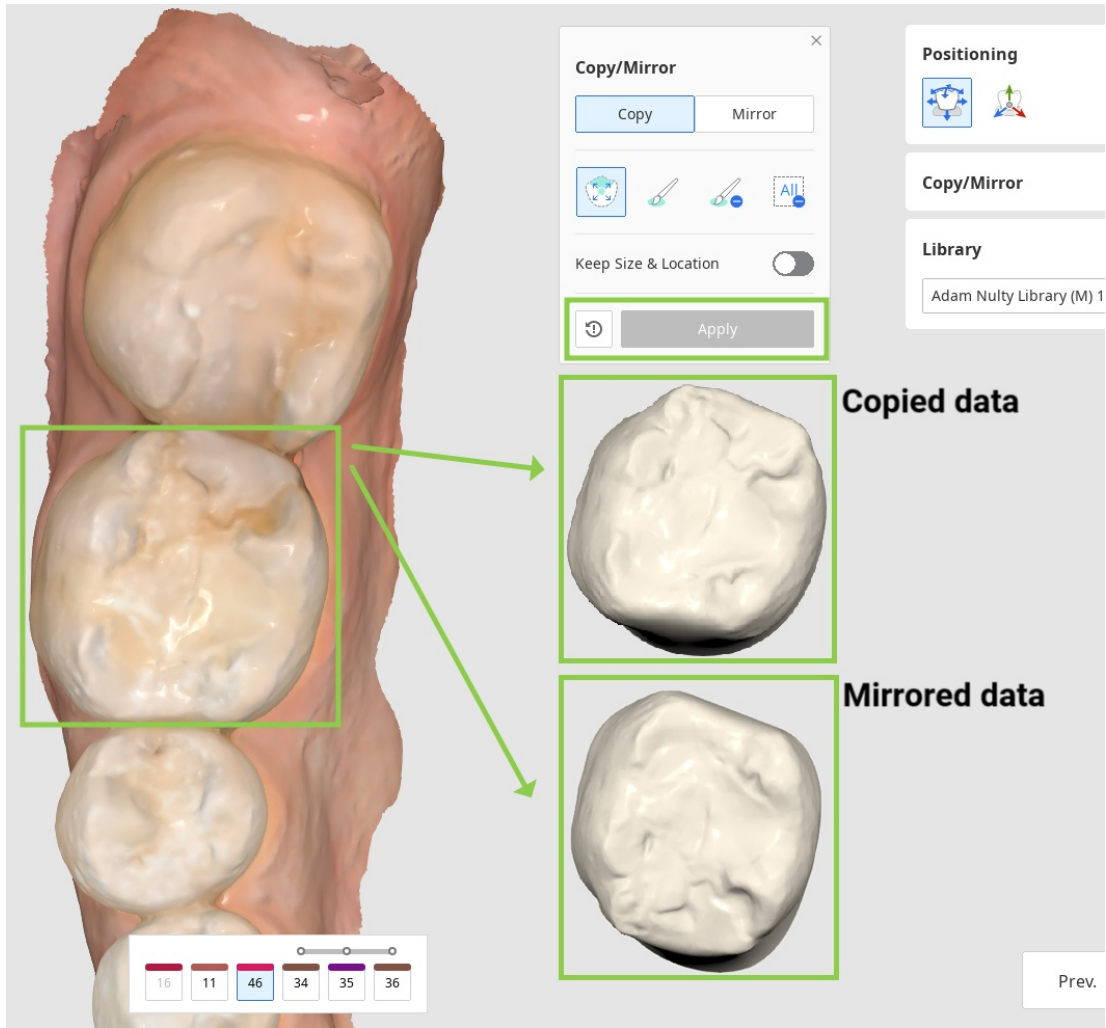 Copy/Mirror
Copy
Mirror
All
Keep Size & Location
Apply
Positioning
Copy/Mirror
Library
Adam Nulty Library (M) 1
Copied data
Mirrored data
16
11
46
34
35
36
Prev.